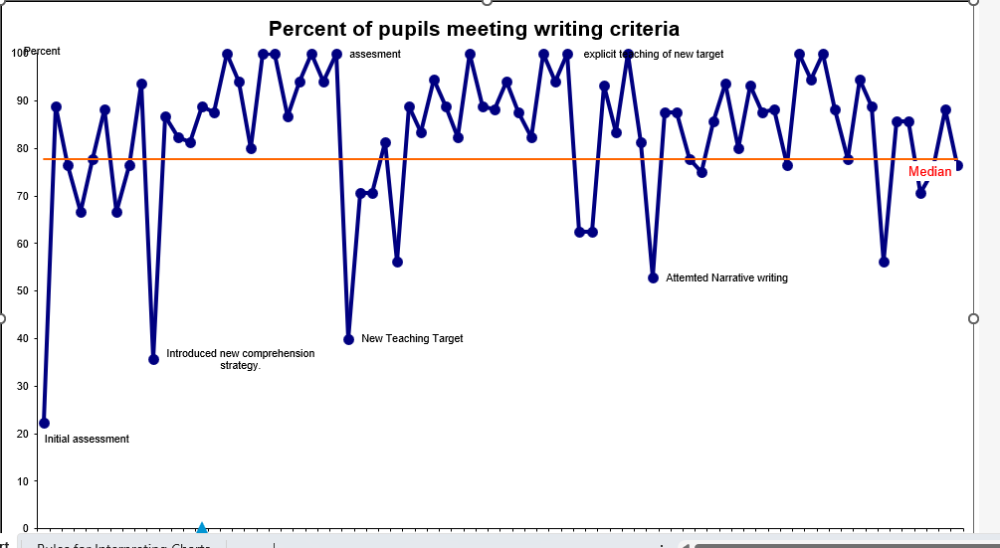 Percent of pupils meeting writing criteria
Percent
100
assesment
explicit teaching of new target
90
80
Median
70
60
50
Attemted Narrative writing
40
New Teaching Target
Introduced new comprehension
strategy.
30
20
Initial assessment
10
0
Rules for Interpreting Charts